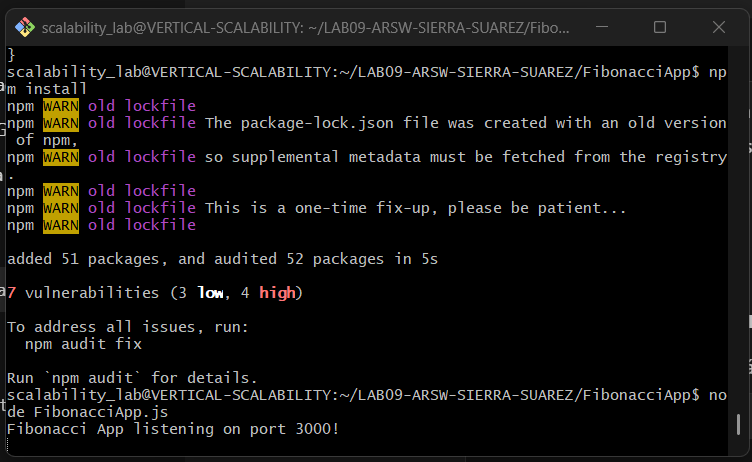 scalability_lab@VERTICAL-SCALABILITY: ~/LAB09-ARSW-SIERRA-SUAREZ/Fibo...
}
scalability_lab@VERTICAL-SCALABILITY:~/LAB09-ARSW-SIERRA-SUAREZ/FibonacciApp$ np
m install
npm WARN old lockfile
npm WARN old lockfile The package-lock.json file was created with an old version
 of npm,
npm WARN old lockfile so supplemental metadata must be fetched from the registry
.
npm WARN old lockfile
npm WARN old lockfile This is a one-time fix-up, please be patient...
npm WARN old lockfile

added 51 packages, and audited 52 packages in 5s

7 vulnerabilities (3 low, 4 high)

To address all issues, run:
  npm audit fix

Run `npm audit` for details.
scalability_lab@VERTICAL-SCALABILITY:~/LAB09-ARSW-SIERRA-SUAREZ/FibonacciApp$ no
de FibonacciApp.js
Fibonacci App listening on port 3000!